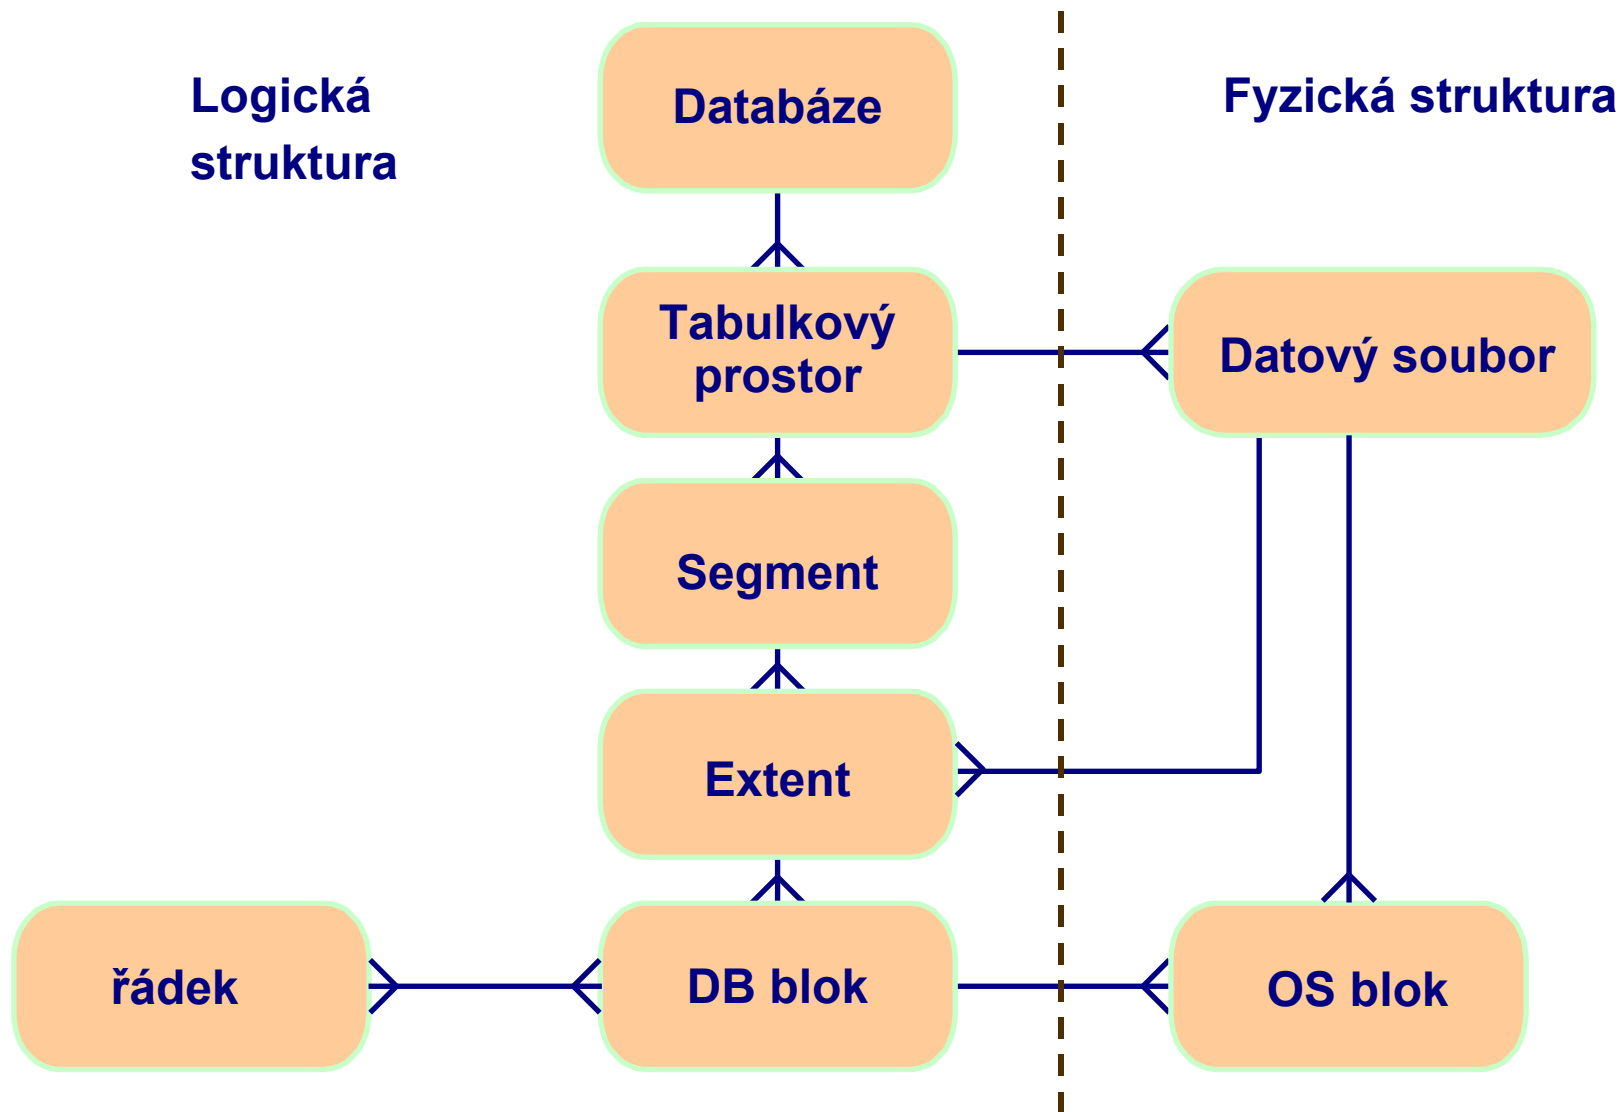 Logická
struktura
Databáze
Fyzická struktura
Tabulkový
prostor
Datový soubor
Segment
Extent
řádek
DB blok
OS blok